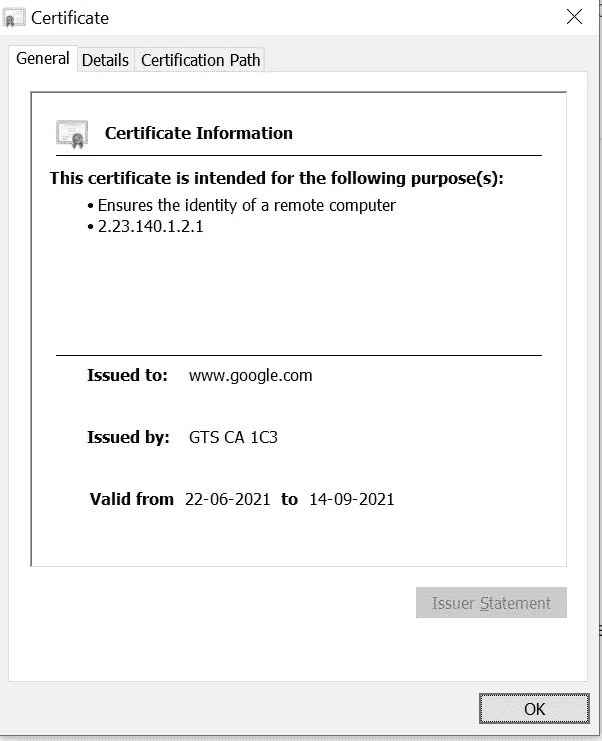 Certificate
General Details Certification Path
Certificate Information
This certificate is intended for the following purpose(s):
• Ensures the identity of a remote computer
• 2.23.140.1.2.1
Issued to: www.google.com
Issued by: GTS CA 1C3
Valid from 22-06-2021 to 14-09-2021
Issuer Statement
OK